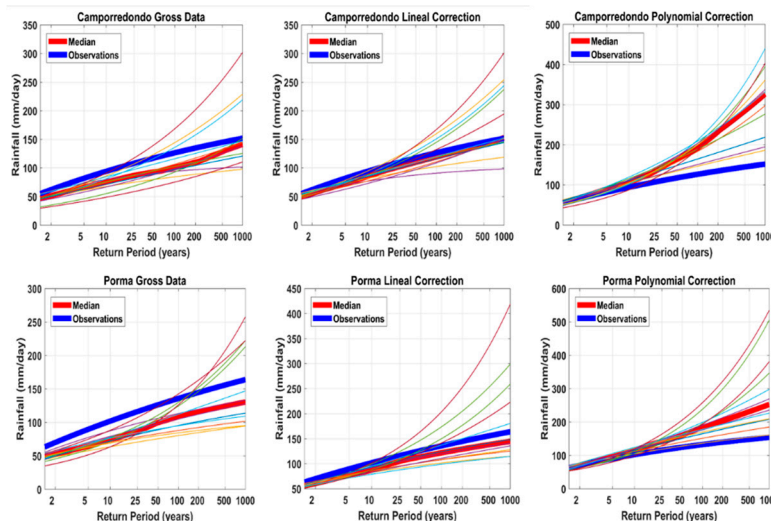 Camporredondo Gross Data
350
300
250
200
150
100
50
0
Median
Observations
Rainfall (mm/day)
2 5 10 25 50 100 200 500 1000
Return Period (years)
Camporredondo Lineal Correction
350
300
250
200
150
100
50
0
Median
Observations
Rainfall (mm/day)
2 5 10 25 50 100 200 500 1000
Return Period (years)
Camporredondo Polynomial Correction
500
400
300
200
100
0
Median
Observations
Rainfall (mm/day)
2 5 10 25 50 100 200 500 1000
Return Period (years)
Porma Gross Data
300
250
200
150
100
50
0
Median
Observations
Rainfall (mm/day)
2 5 10 25 50 100 200 500 1000
Return Period (years)
Porma Lineal Correction
450
400
350
300
250
200
150
100
50
Median
Observations
Rainfall (mm/day)
2 5 10 25 50 100 200 500 1000
Return Period (years)
Porma Polynomial Correction
600
500
400
300
200
100
0
Median
Observations
Rainfall (mm/day)
2 5 10 25 50 100 200 500 1000
Return Period (years)